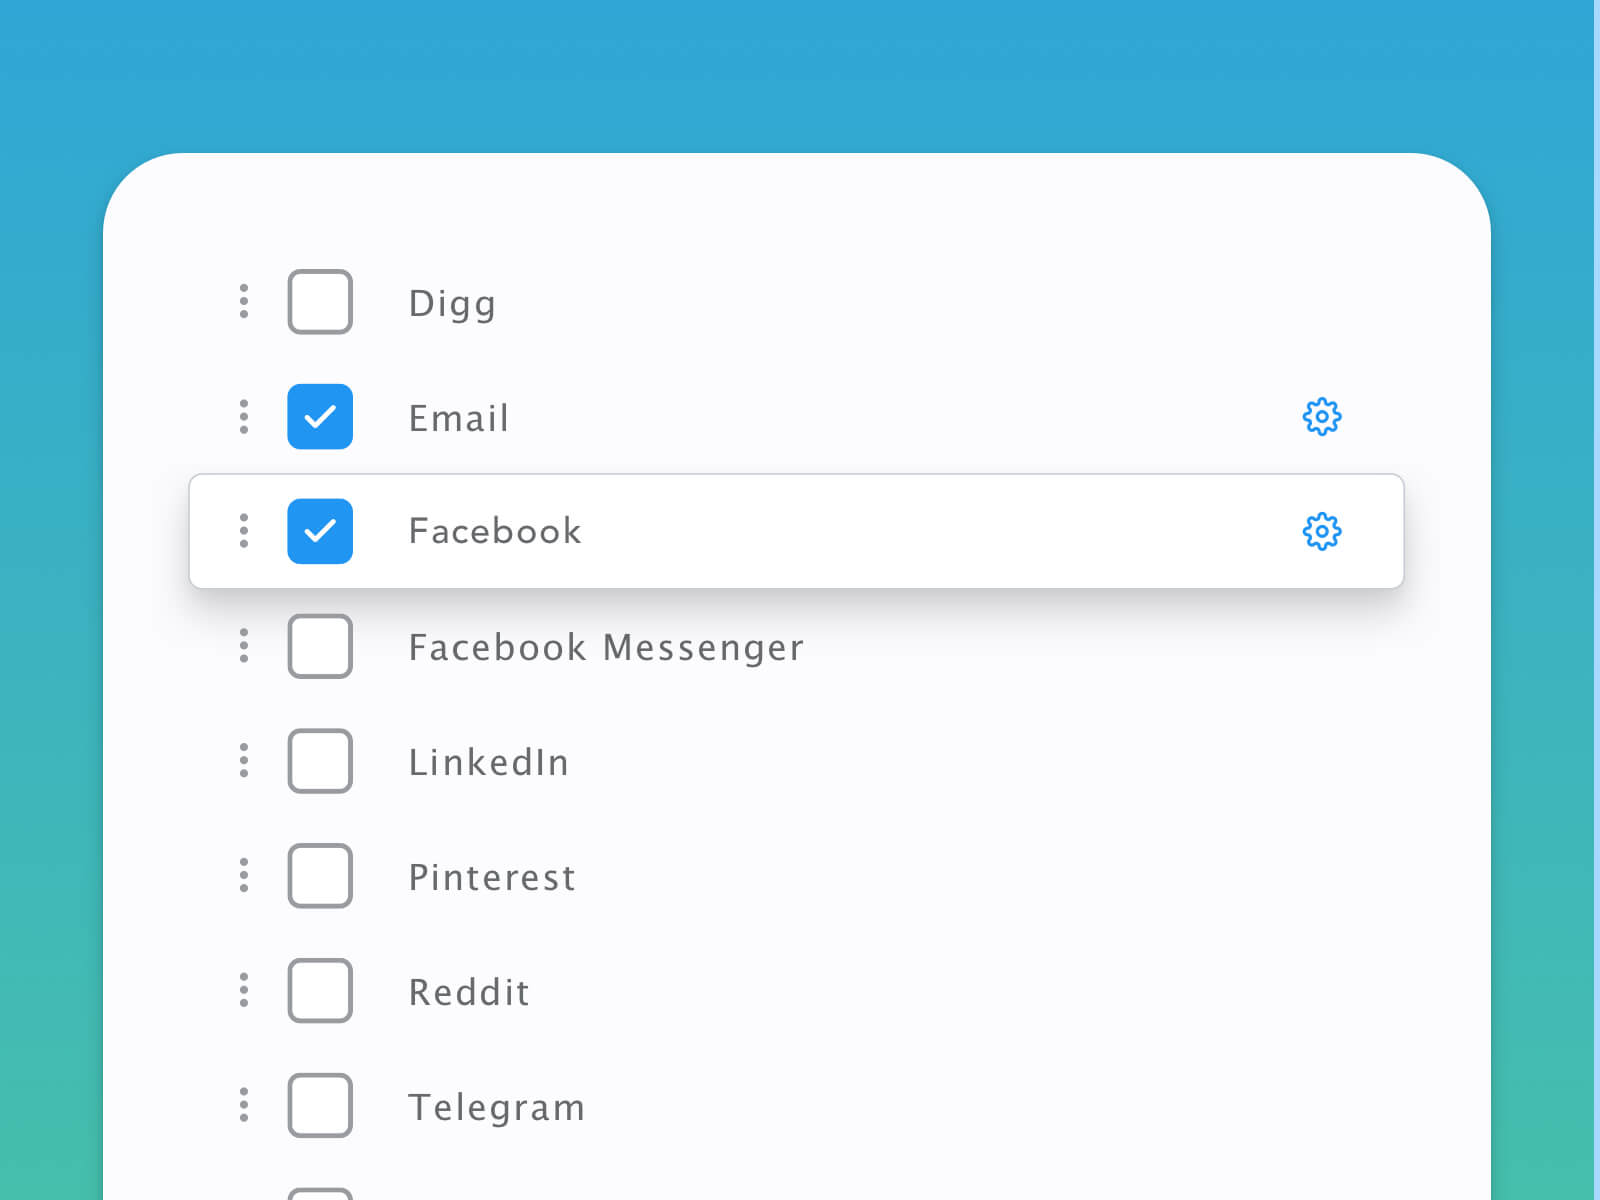 Digg
Email
Facebook
Facebook Messenger
LinkedIn
Pinterest
Reddit
Telegram